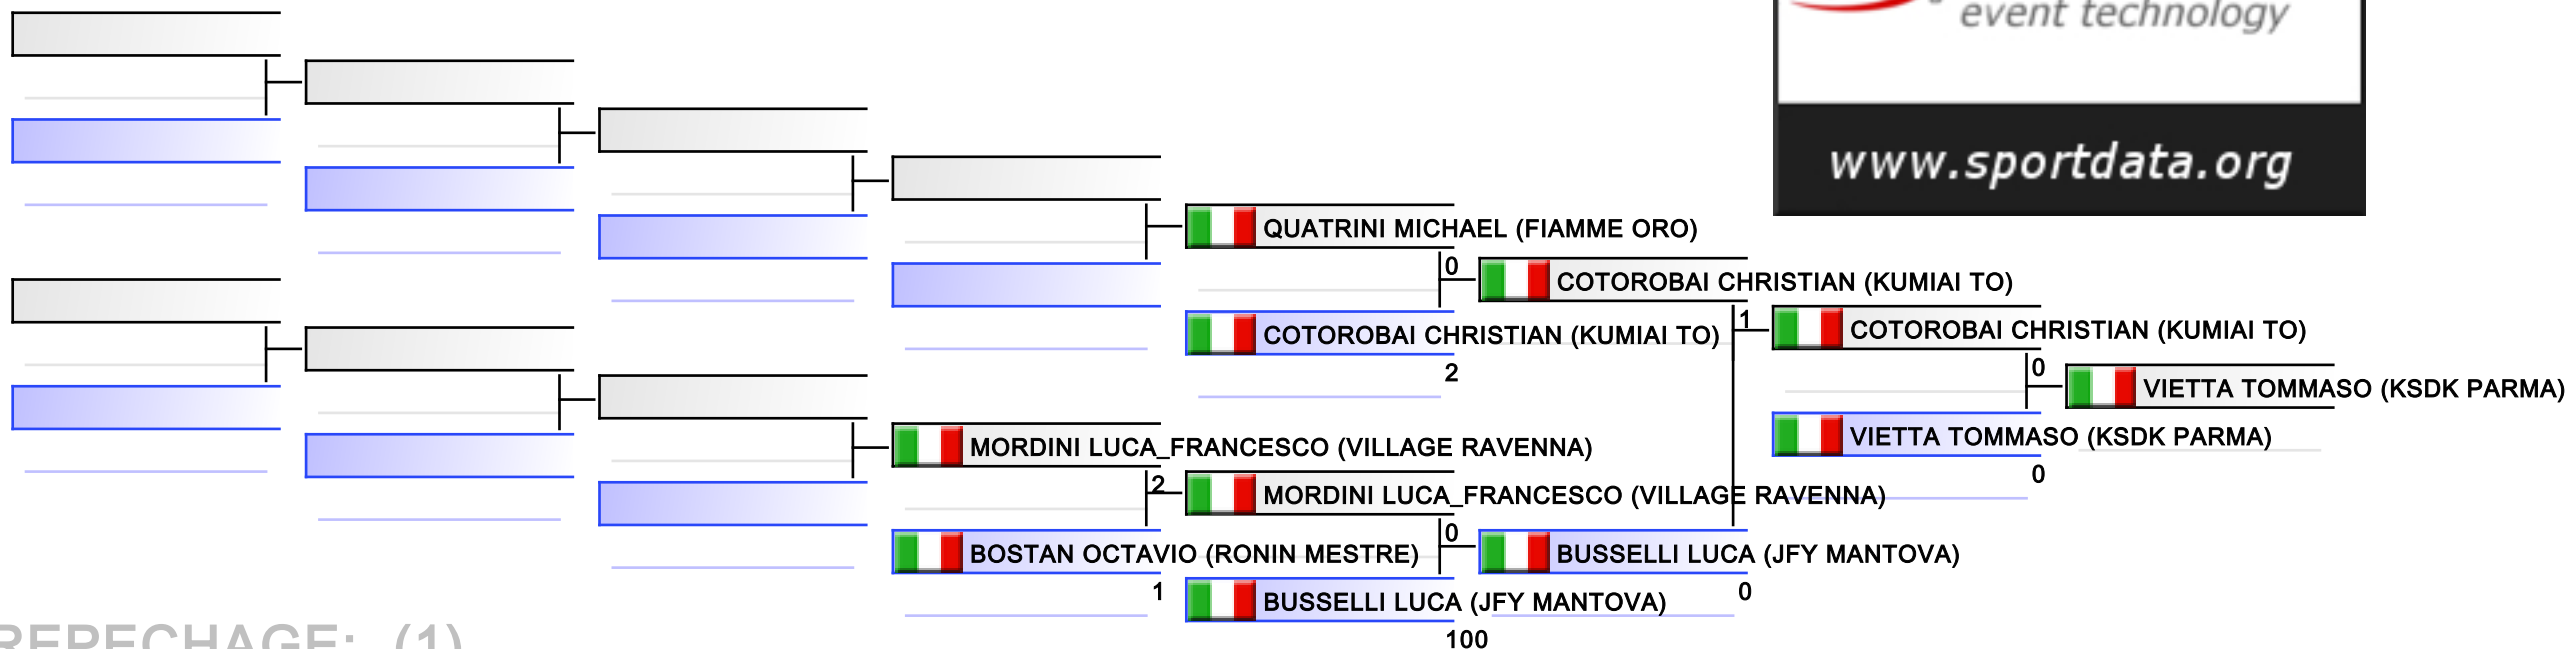 event technology
www.sportdata.org
QUATRINI MICHAEL (FIAMME ORO)
0
COTOROBAI CHRISTIAN (KUMIAI TO)
COTOROBAI CHRISTIAN (KUMIAI TO)
2
1
COTOROBAI CHRISTIAN (KUMIAI TO)
0
VIETTA TOMMASO (KSDK PARMA)
VIETTA TOMMASO (KSDK PARMA)
0
MORDINI LUCA_FRANCESCO (VILLAGE RAVENNA)
2
MORDINI LUCA_FRANCESCO (VILLAGE RAVENNA)
0
BOSTAN OCTAVIO (RONIN MESTRE)
1
BUSSELLI LUCA (JFY MANTOVA)
0
BUSSELLI LUCA (JFY MANTOVA)
100
REPECHAGE: (1)